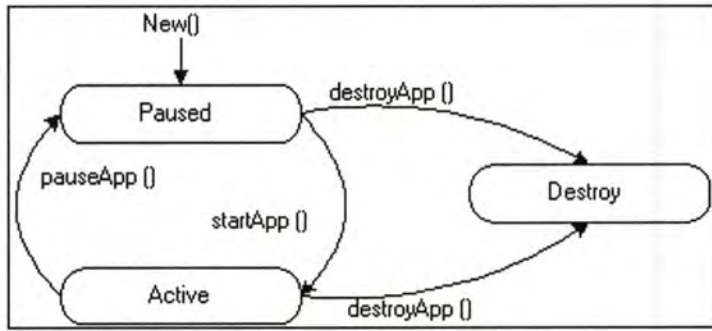 New()
Paused
destroyApp ()
pauseApp ()
Destroy
startApp ()
Active
destroyApp ()